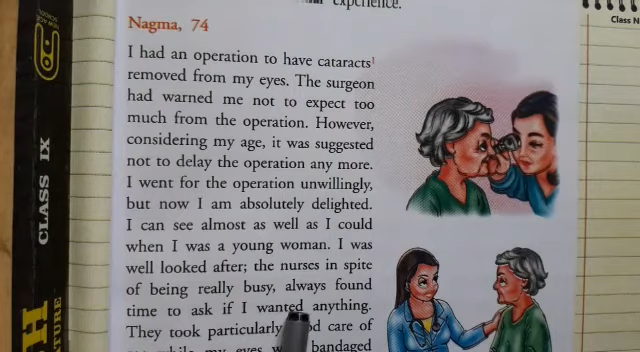 experience.
Nagma, 74
I had an operation to have cataracts¹
removed from my eyes. The surgeon
had warned me not to expect too
much from the operation. However,
considering my age, it was suggested
not to delay the operation any more.
I went for the operation unwillingly,
but now I am absolutely delighted.
I can see almost as well as I could
when I was a young woman. I was
well looked after; the nurses in spite
of being really busy, always found
time to ask if I wanted anything.
They took particularly care of
while my eyes bandaged
CLASS IX
Class N